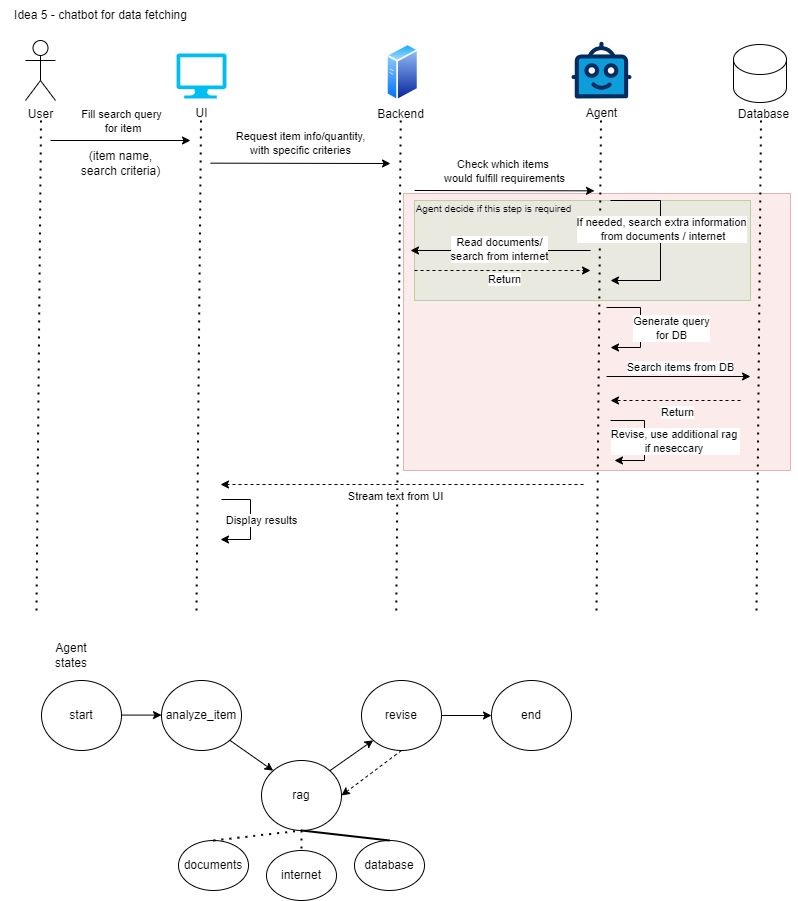 Idea 5 - chatbot for data fetching
User
UI
Backend
Agent
Database
Fill search query
for item
(item name,
search criteria)
Request item info/quantity,
with specific criteries
Check which items
would fulfill requirements
Agent decide if this step is required
If needed, search extra information
from documents / internet
Read documents/
search from internet
Return
Generate query
for DB
Search items from DB
Return
Revise, use additional rag
if neseccary
Stream text from UI
Display results
Agent
states
start
analyze_item
revise
end
rag
documents
internet
database